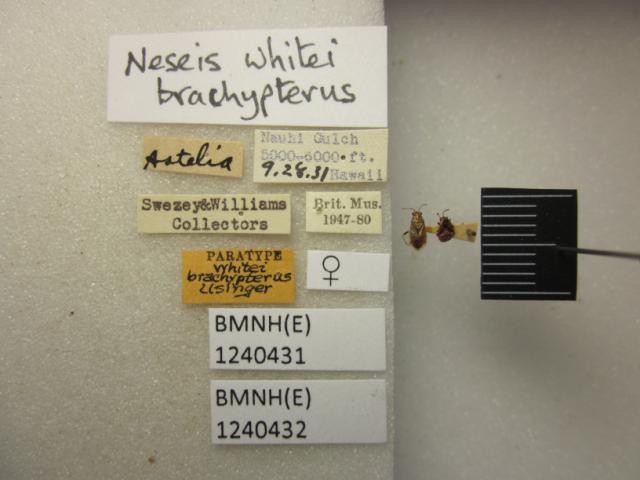 Neseis whitei
brachypterus
Astelia
Nauhi Gulch
5000-6000·ft.
9.28.31 Hawaii
Swezey&Williams
Collectors
Brit. Mus.
1947-80
PARATYPE
whitei
brachypterus
Usinger
♀
BMNH(E)
1240431
BMNH(E)
1240432